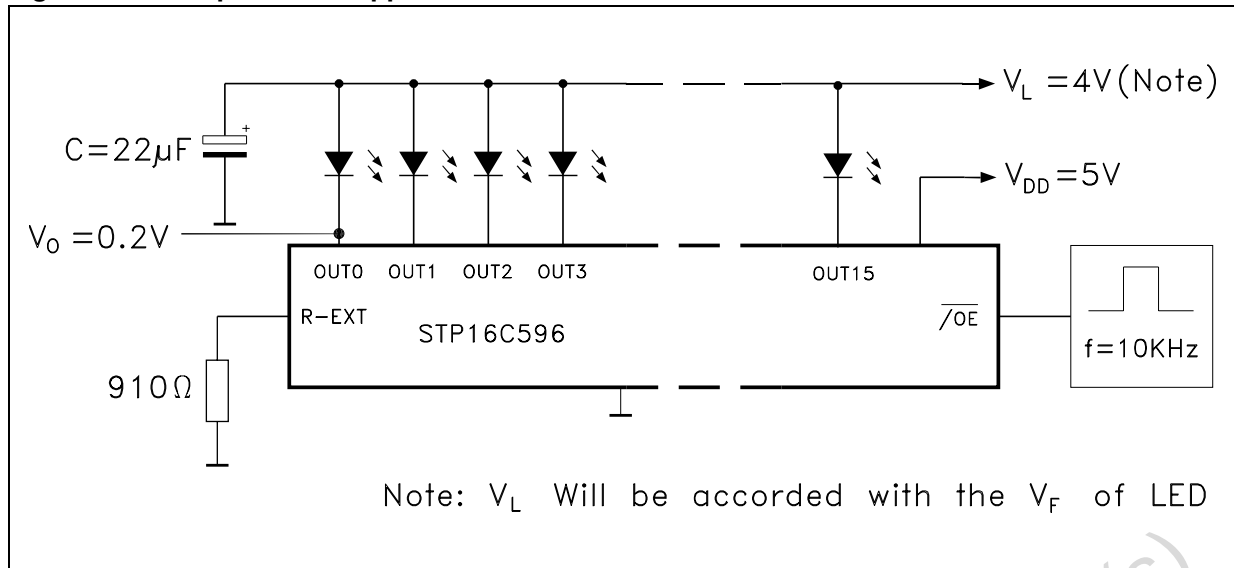 V_L =4V(Note)
C=22µF
+
V_DD =5V
V_O =0.2V
OUT0 OUT1 OUT2 OUT3 OUT15
R-EXT
/OE
STP16C596
f=10KHz
910Ω
Note: V_L Will be accorded with the V_F of LED